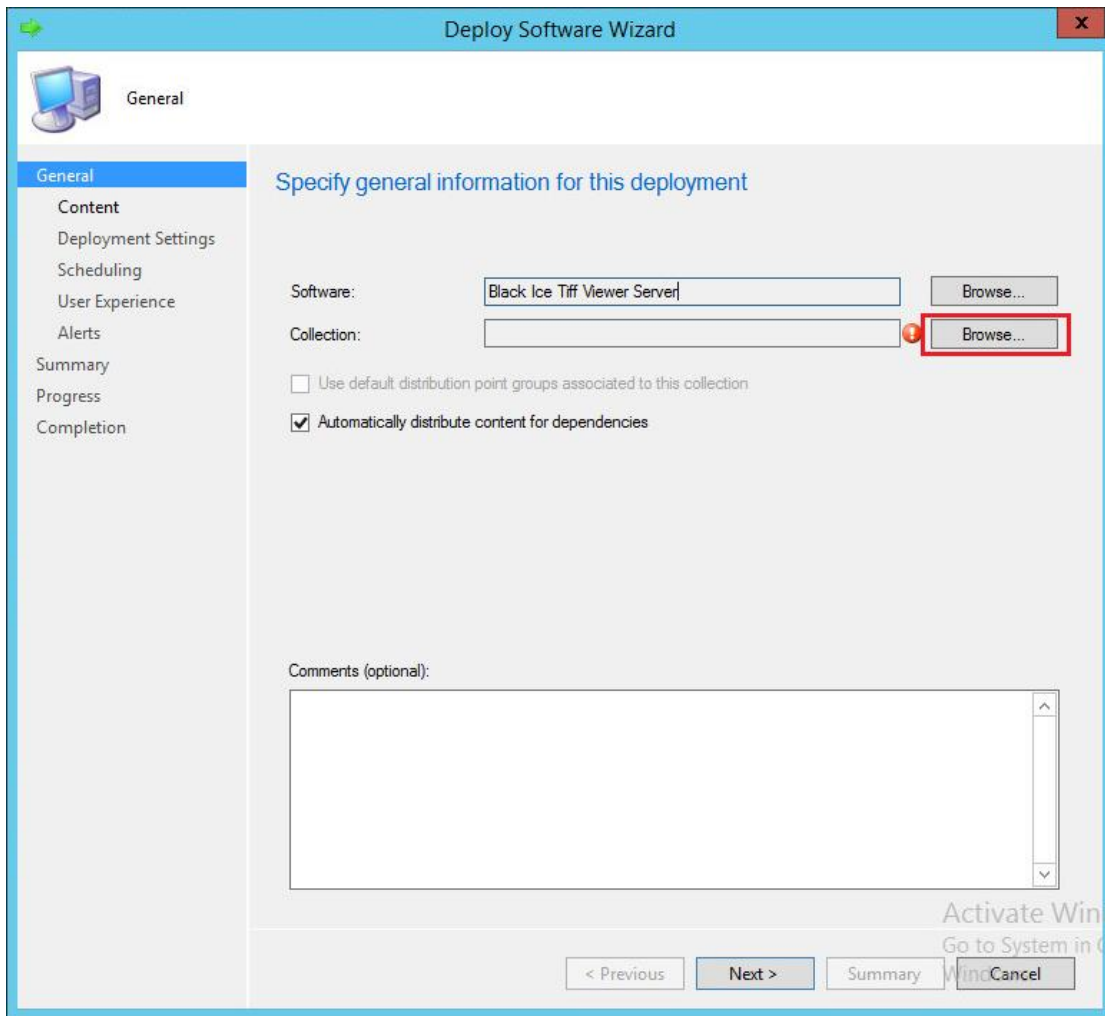 Deploy Software Wizard
x
General
General
Content
Deployment Settings
Scheduling
User Experience
Alerts
Summary
Progress
Completion
Specify general information for this deployment
Software: Black Ice Tiff Viewer Server Browse...
Collection: Browse...
Use default distribution point groups associated to this collection
Automatically distribute content for dependencies
Comments (optional):
Activate Win
Go to System in
< Previous Next > Summary Cancel